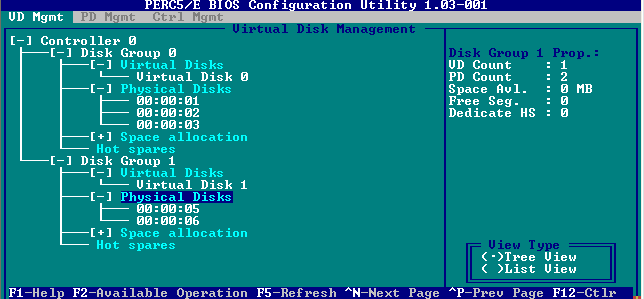 PERC5/E BIOS Configuration Utility 1.03-001
VD Mgmt PD Mgmt Ctrl Mgmt
Virtual Disk Management
[-] Controller 0
[-] Disk Group 0
[-] Virtual Disks
Virtual Disk 0
[-] Physical Disks
00:00:01
00:00:02
00:00:03
[+] Space allocation
Hot spares
[-] Disk Group 1
[-] Virtual Disks
Virtual Disk 1
[-] Physical Disks
00:00:05
00:00:06
[+] Space allocation
Hot spares
Disk Group 1 Prop.:
VD Count : 1
PD Count : 2
Space Avl. : 0 MB
Free Seg. : 0
Dedicate HS : 0
View Type
(·)Tree View
( )List View
F1-Help F2-Available Operation F5-Refresh ^N-Next Page ^P-Prev Page F12-Ctlr